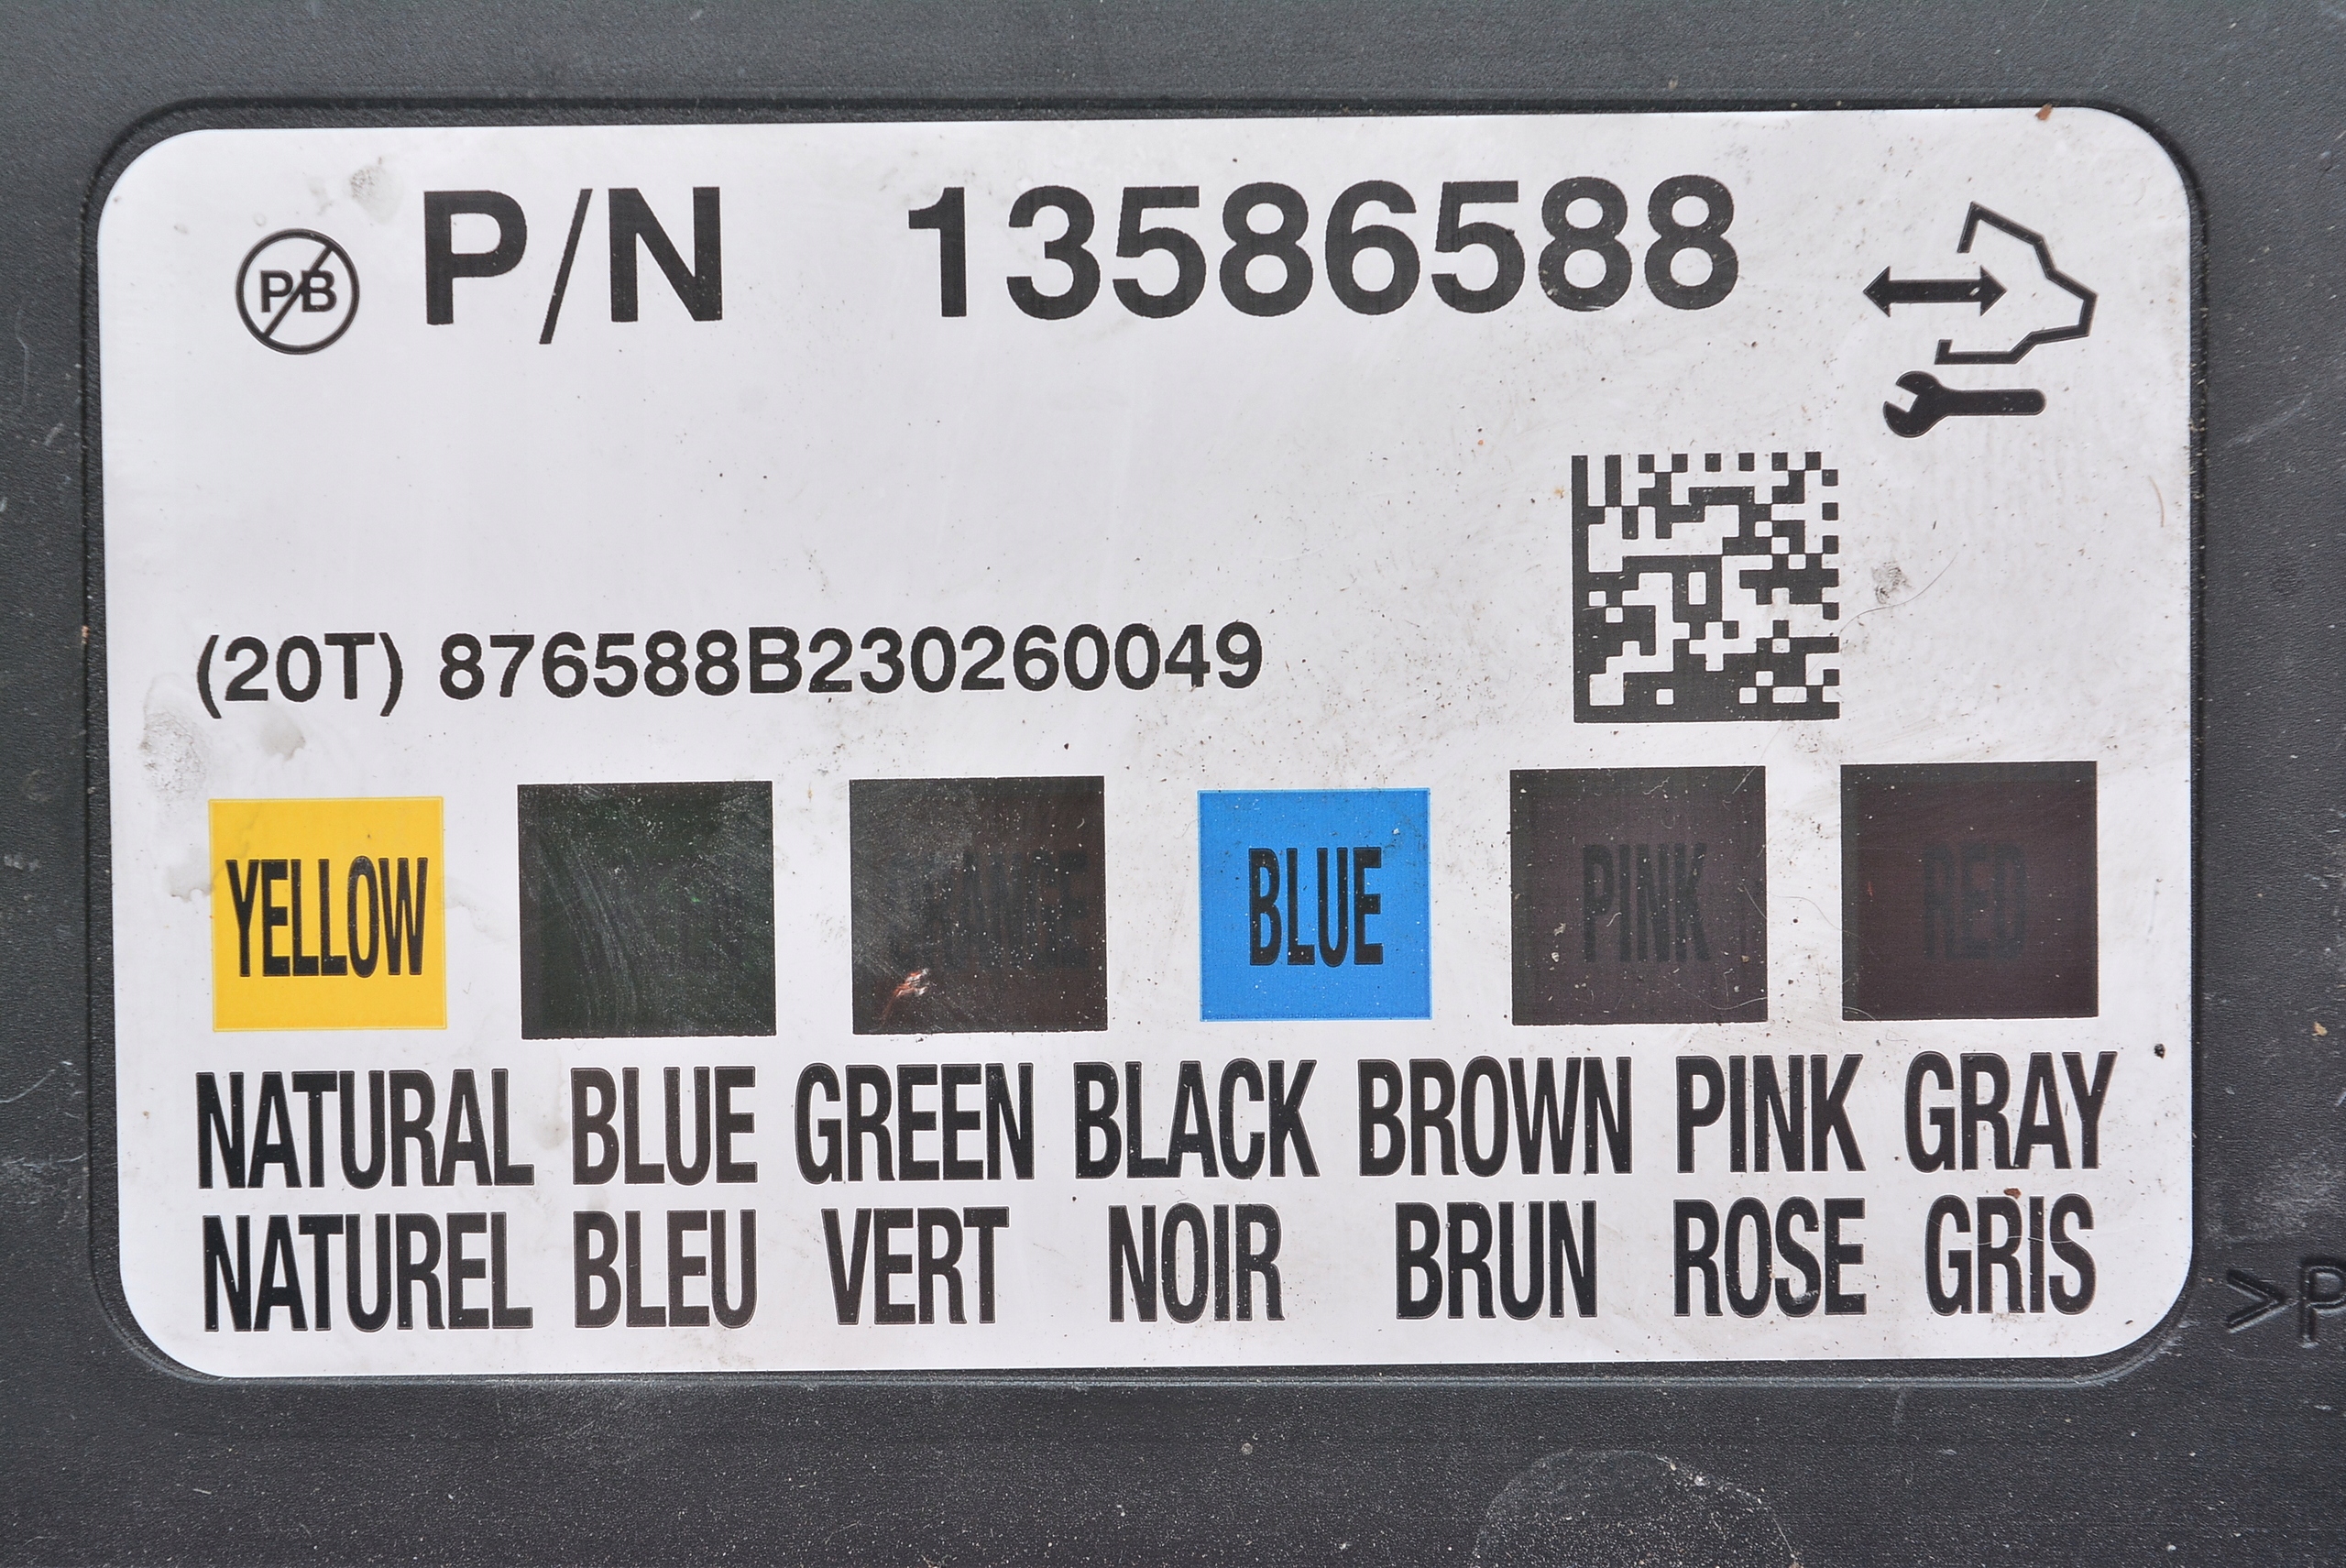 PB P/N 13586588
(20T) 876588B230260049
YELLOW BLUE PINK RED
NATURAL BLUE GREEN BLACK BROWN PINK GRAY
NATUREL BLEU VERT NOIR BRUN ROSE GRIS
>P